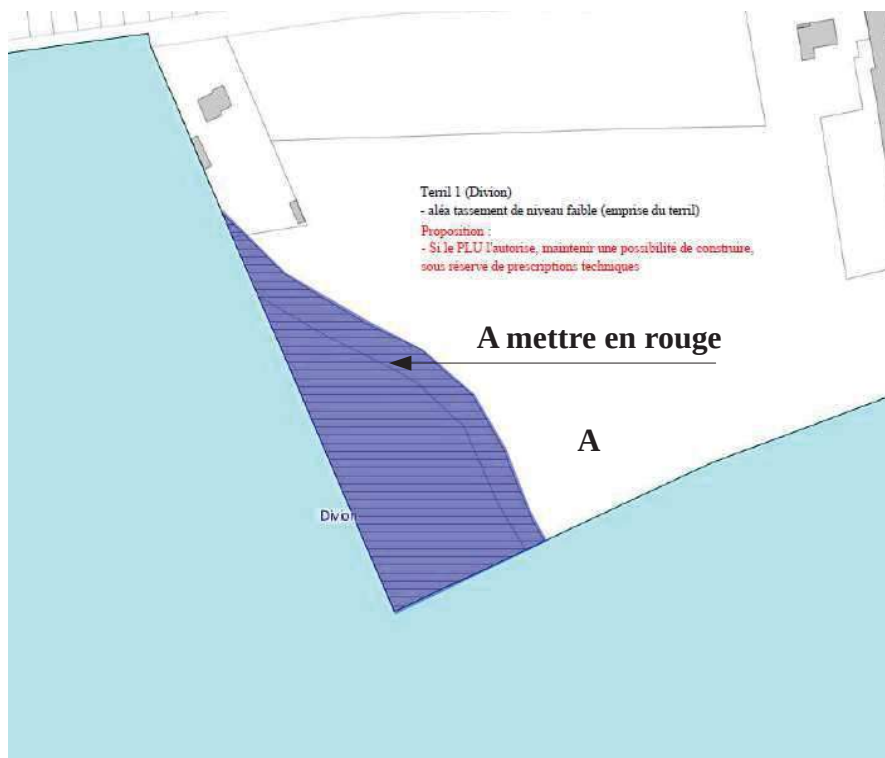 Terril 1 (Divion)
- aléa tassement de niveau faible (emprise du terril)
Proposition :
- Si le PLU l'autorise, maintenir une possibilité de construire,
sous réserve de prescriptions techniques
A mettre en rouge
A
Divion